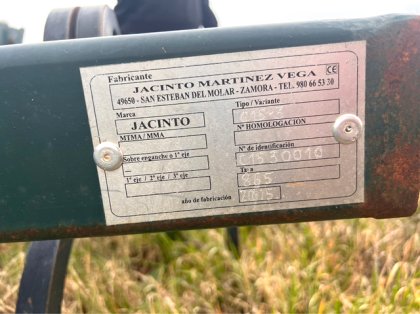 Fabricante
JACINTO MARTINEZ VEGA
CE
49650 - SAN ESTEBAN DEL MOLAR - ZAMORA - TEL. 980 66 53 30
Marca
JACINTO
Tipo / Variante
MTMA / MMA
Nº HOMOLOGACION
Sobre enganche o 1º eje
Nº de identificación
C1530010
1º eje / 2º eje / 3º eje
Tara
año de fabricación